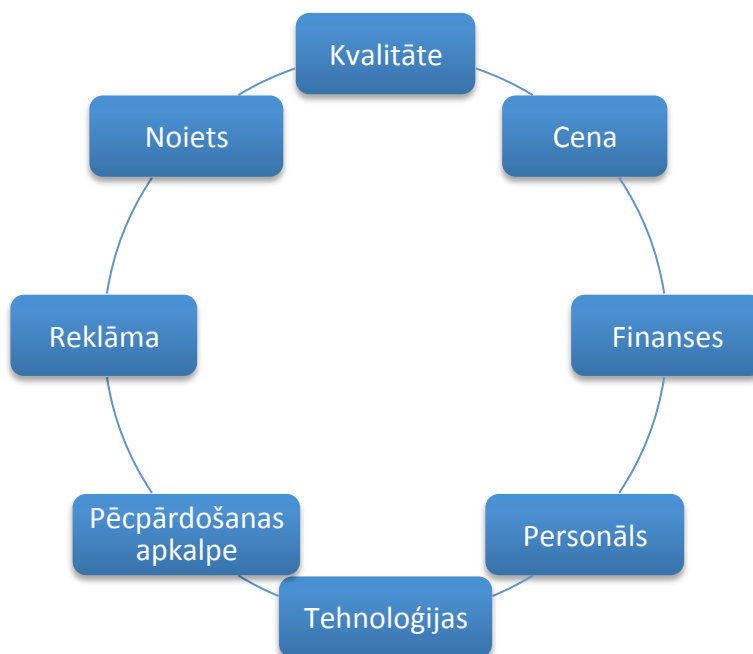 Kvalitāte
Cena
Finanses
Personāls
Tehnoloģijas
Pēcpārdošanas
apkalpe
Reklāma
Noiets